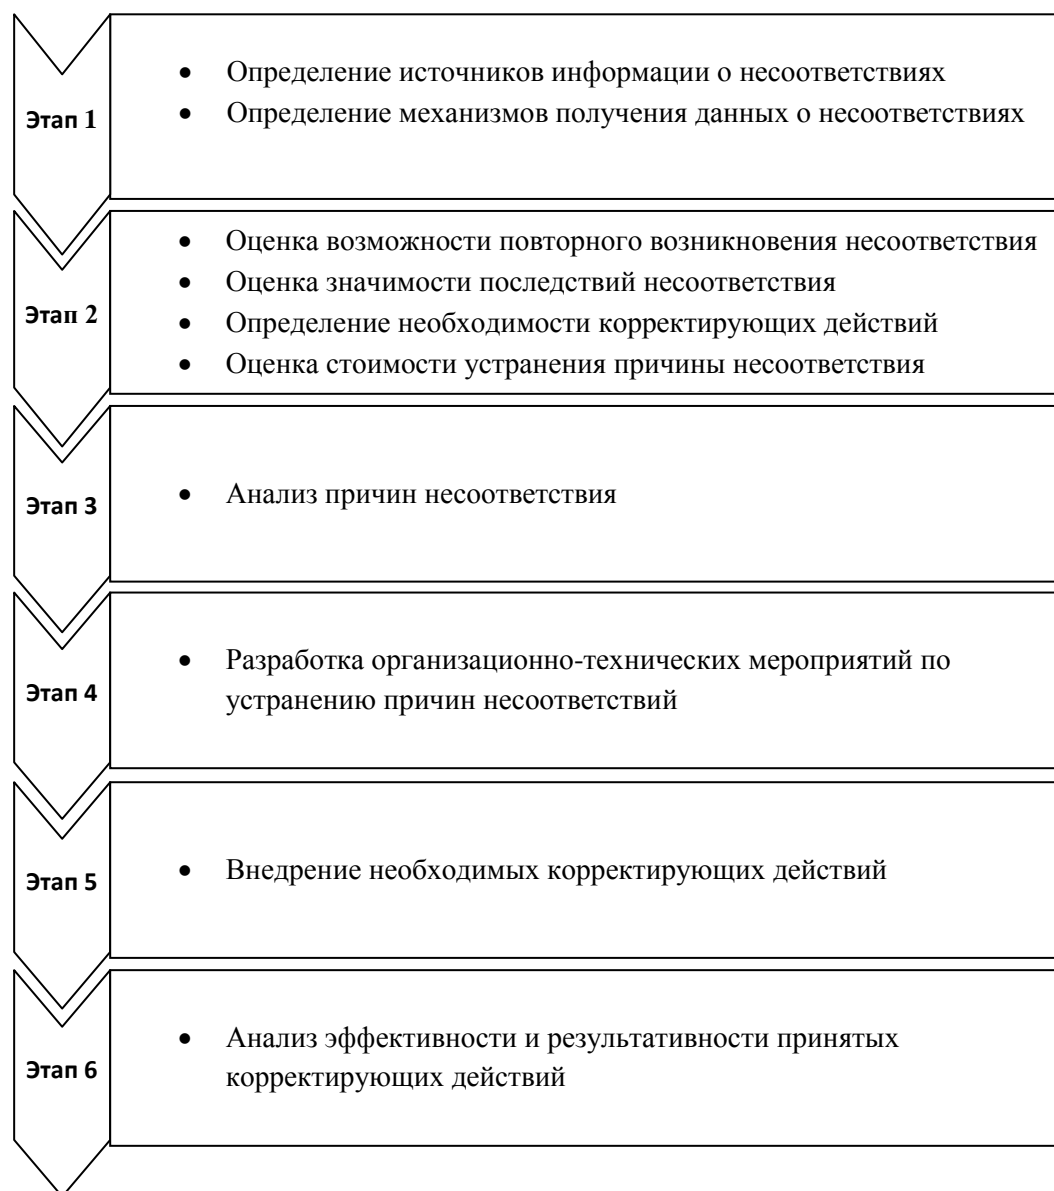 Этап 1
• Определение источников информации о несоответствиях
• Определение механизмов получения данных о несоответствиях
Этап 2
• Оценка возможности повторного возникновения несоответствия
• Оценка значимости последствий несоответствия
• Определение необходимости корректирующих действий
• Оценка стоимости устранения причины несоответствия
Этап 3
• Анализ причин несоответствия
Этап 4
• Разработка организационно-технических мероприятий по
устранению причин несоответствий
Этап 5
• Внедрение необходимых корректирующих действий
Этап 6
• Анализ эффективности и результативности принятых
корректирующих действий